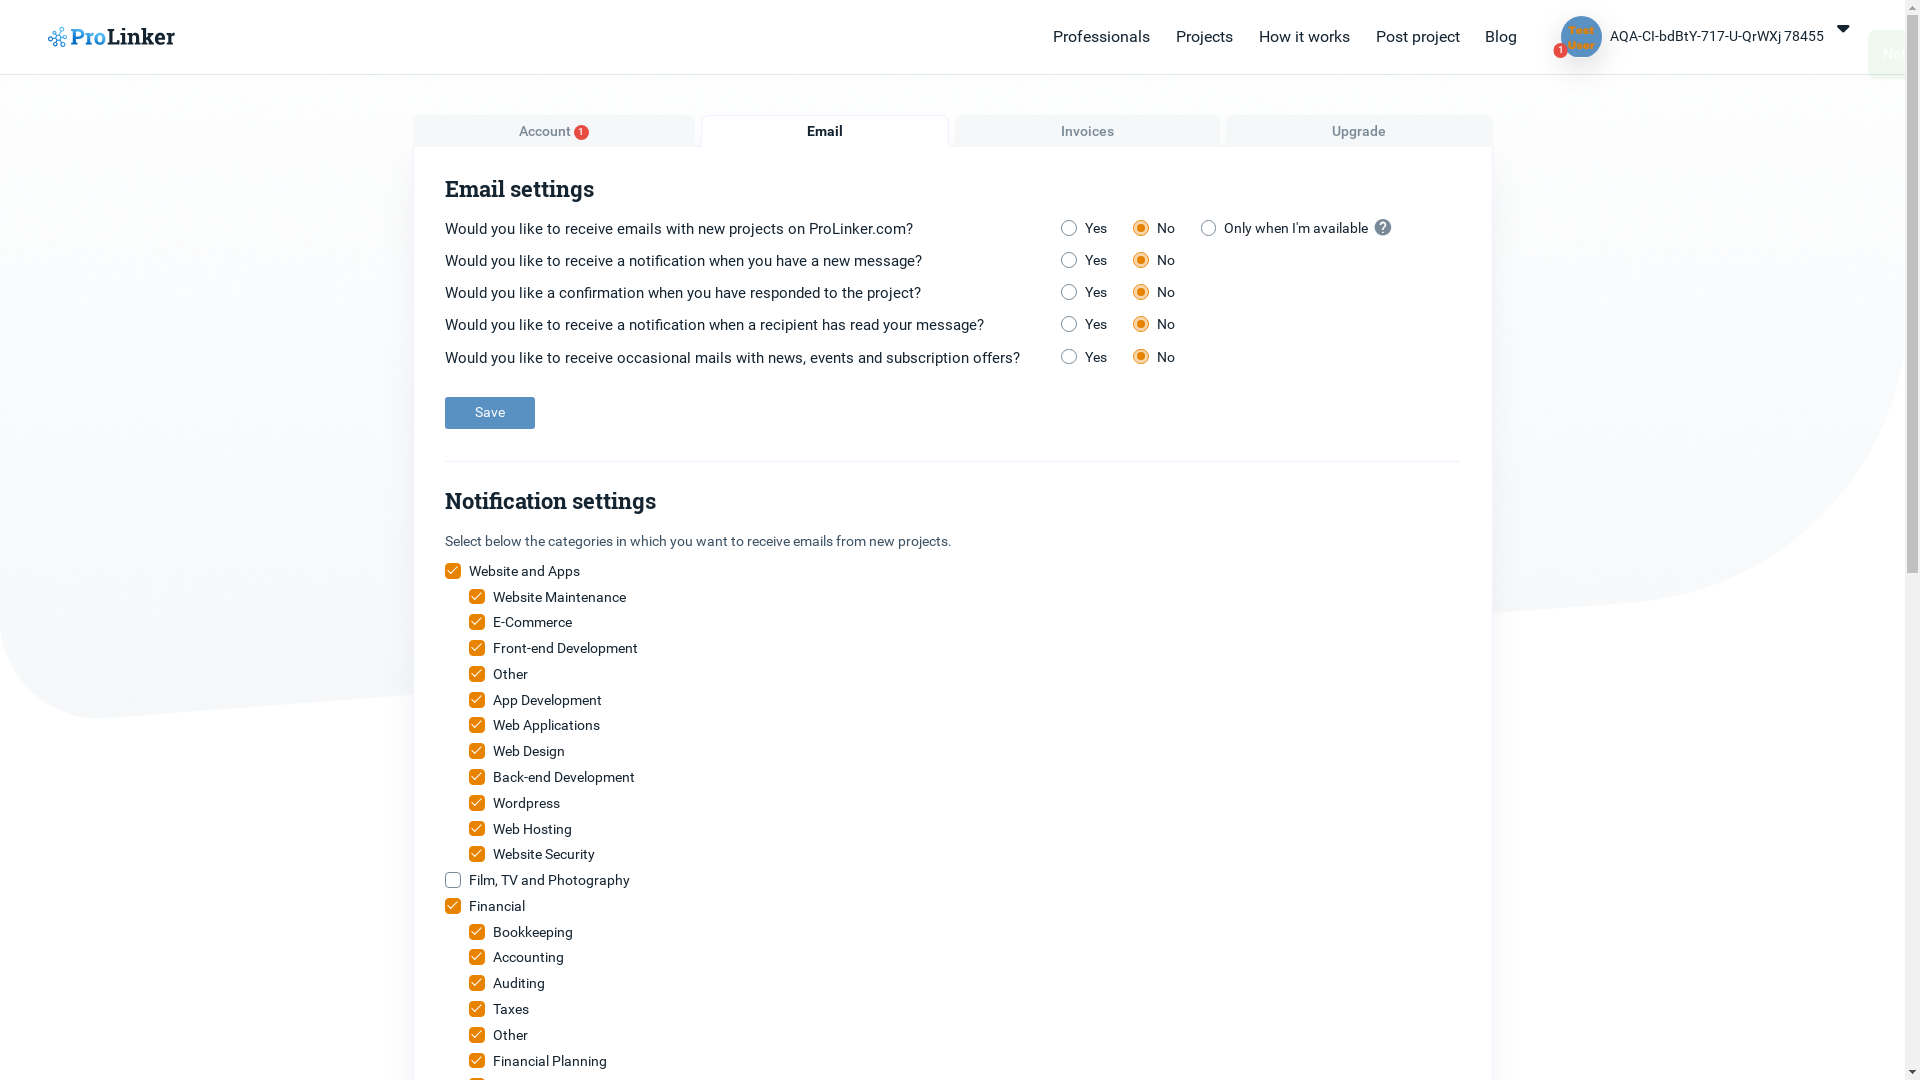 ProLinker
Professionals Projects How it works Post project Blog
Test
User
1
AQA-CI-bdBtY-717-U-QrWXj 78455
Account 1
Email
Invoices
Upgrade
Email settings
Would you like to receive emails with new projects on ProLinker.com? Yes No Only when I'm available ?
Would you like to receive a notification when you have a new message? Yes No
Would you like a confirmation when you have responded to the project? Yes No
Would you like to receive a notification when a recipient has read your message? Yes No
Would you like to receive occasional mails with news, events and subscription offers? Yes No
Save
Notification settings
Select below the categories in which you want to receive emails from new projects.
Website and Apps
Website Maintenance
E-Commerce
Front-end Development
Other
App Development
Web Applications
Web Design
Back-end Development
Wordpress
Web Hosting
Website Security
Film, TV and Photography
Financial
Bookkeeping
Accounting
Auditing
Taxes
Other
Financial Planning